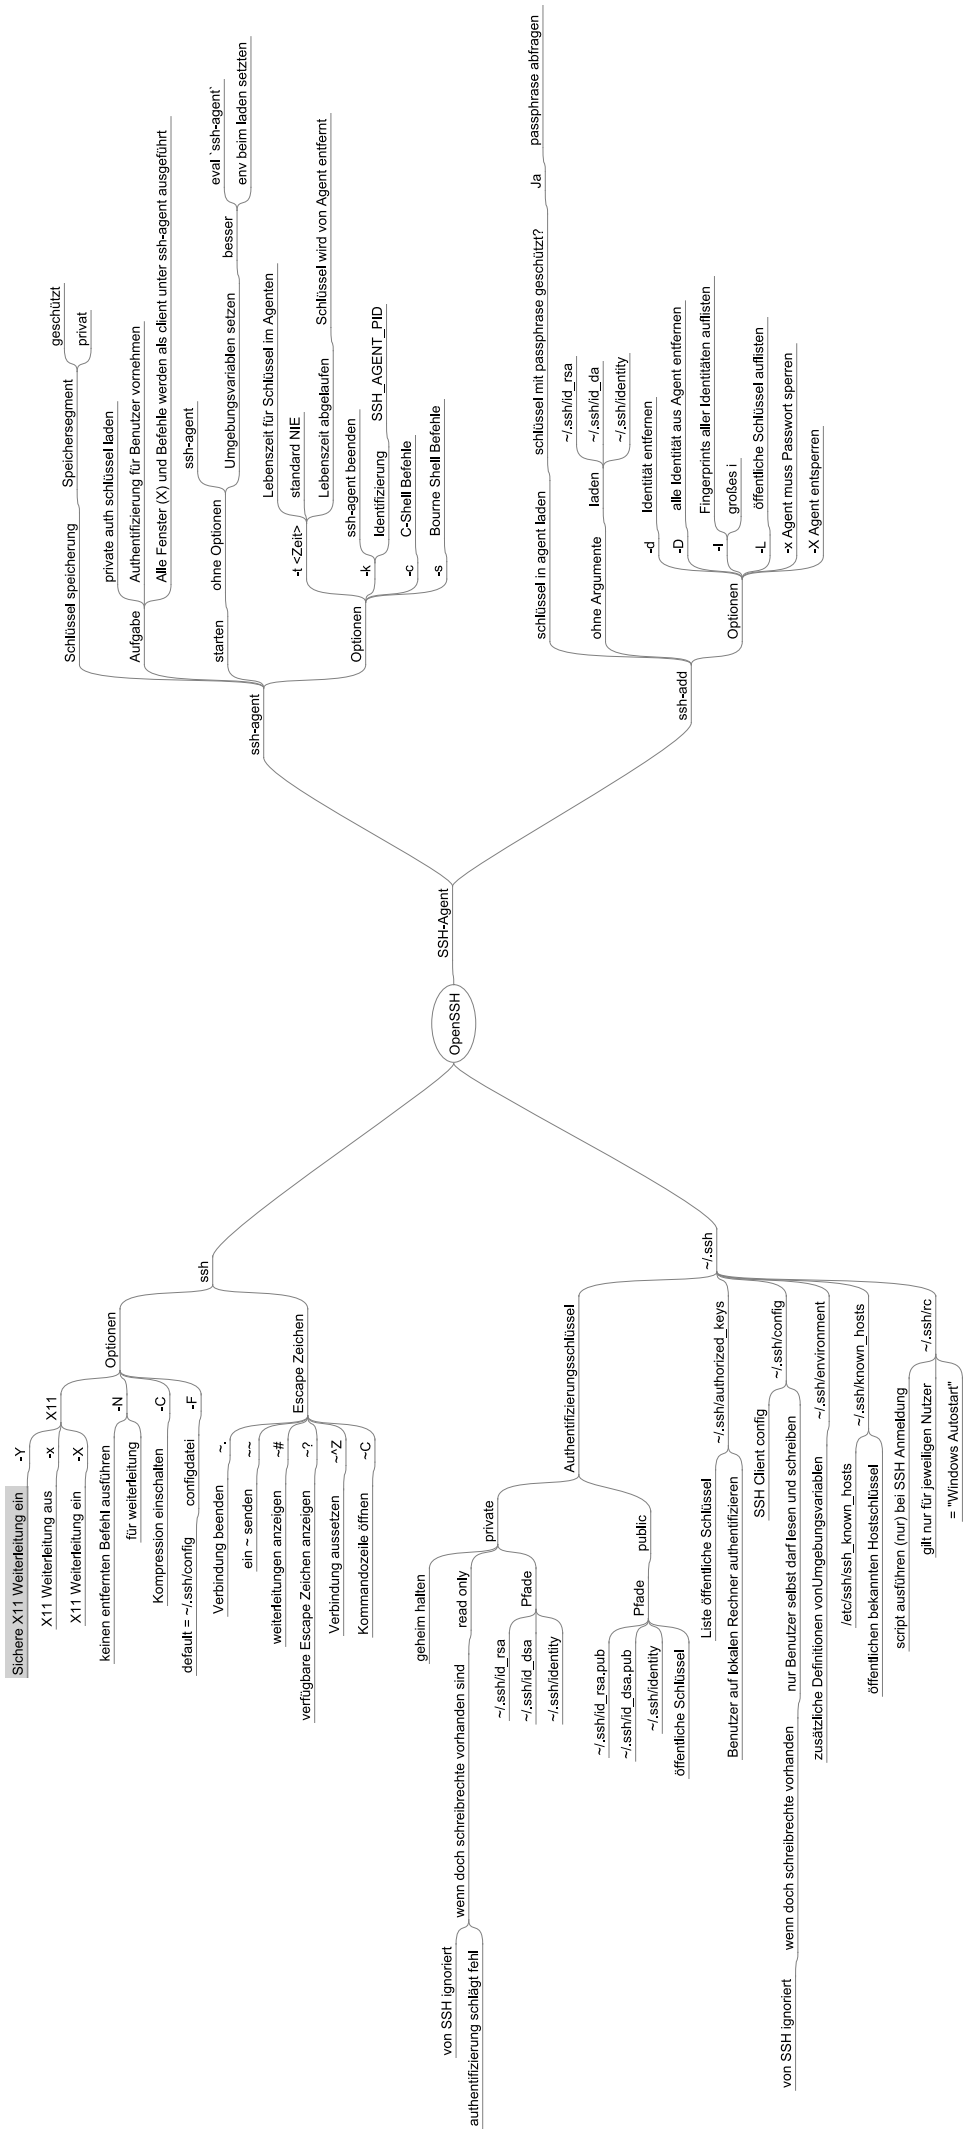 OpenSSH
SSH-Agent
ssh-agent
Schlüssel speicherung
Speichersegment
geschützt
privat
Aufgabe
private auth schlüssel laden
Authentifizierung für Benutzer vornehmen
Alle Fenster (X) und Befehle werden als client unter ssh-agent ausgeführt
starten
ohne Optionen
ssh-agent
Umgebungsvariablen setzen
besser
eval `ssh-agent`
env beim laden setzten
Optionen
-t <Zeit>
Lebenszeit für Schlüssel im Agenten
standard NIE
Lebenszeit abgelaufen
Schlüssel wird von Agent entfernt
-k
ssh-agent beenden
Identifizierung
SSH_AGENT_PID
-c
C-Shell Befehle
-s
Bourne Shell Befehle
ssh-add
schlüssel in agent laden
schlüssel mit passphrase geschützt?
Ja
passphrase abfragen
ohne Argumente
laden
~/.ssh/id_rsa
~/.ssh/id_da
~/.ssh/identity
Optionen
-d
Identität entfernen
-D
alle Identität aus Agent entfernen
-l
Fingerprints aller Identitäten auflisten
großes i
-L
öffentliche Schlüssel auflisten
-x Agent muss Passwort sperren
-X Agent entsperren
ssh
Optionen
X11
-Y
Sichere X11 Weiterleitung ein
-x
X11 Weiterleitung aus
-X
X11 Weiterleitung ein
-N
keinen entfernten Befehl ausführen
für weiterleitung
-C
Kompression einschalten
-F
configdatei
default = ~/.ssh/config
Escape Zeichen
~.
Verbindung beenden
~~
ein ~ senden
~#
weiterleitungen anzeigen
~?
verfügbare Escape Zeichen anzeigen
~^Z
Verbindung aussetzen
~C
Kommandozeile öffnen
~/.ssh
Authentifizierungsschlüssel
private
geheim halten
read only
wenn doch schreibrechte vorhanden sind
von SSH ignoriert
authentifizierung schlägt fehl
Pfade
~/.ssh/id_rsa
~/.ssh/id_dsa
~/.ssh/identity
public
Pfade
~/.ssh/id_rsa.pub
~/.ssh/id_dsa.pub
~/.ssh/identity
öffentliche Schlüssel
~/.ssh/authorized_keys
Liste öffentliche Schlüssel
Benutzer auf lokalen Rechner authentifizieren
~/.ssh/config
SSH Client config
nur Benutzer selbst darf lesen und schreiben
wenn doch schreibrechte vorhanden
von SSH ignoriert
~/.ssh/environment
zusätzliche Definitionen vonUmgebungsvariablen
~/.ssh/known_hosts
/etc/ssh/ssh_known_hosts
öffentlichen bekannten Hostschlüssel
~/.ssh/rc
script ausführen (nur) bei SSH Anmeldung
gilt nur für jeweiligen Nutzer
= "Windows Autostart"